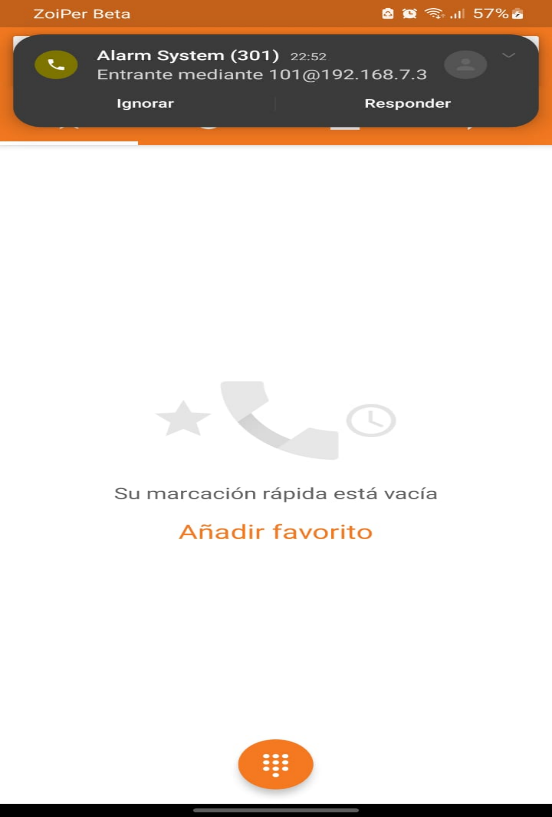 ZoiPer Beta 57%
Alarm System (301) 22:52
Entrante mediante 101@192.168.7.3
Ignorar Responder
Su marcación rápida está vacía
Añadir favorito